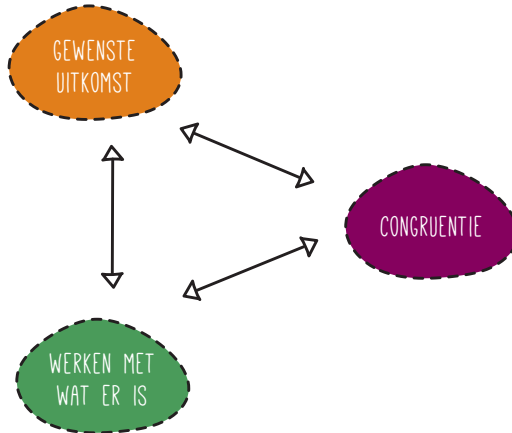 GEWENSTE
UITKOMST
CONGRUENTIE
WERKEN MET
WAT ER IS